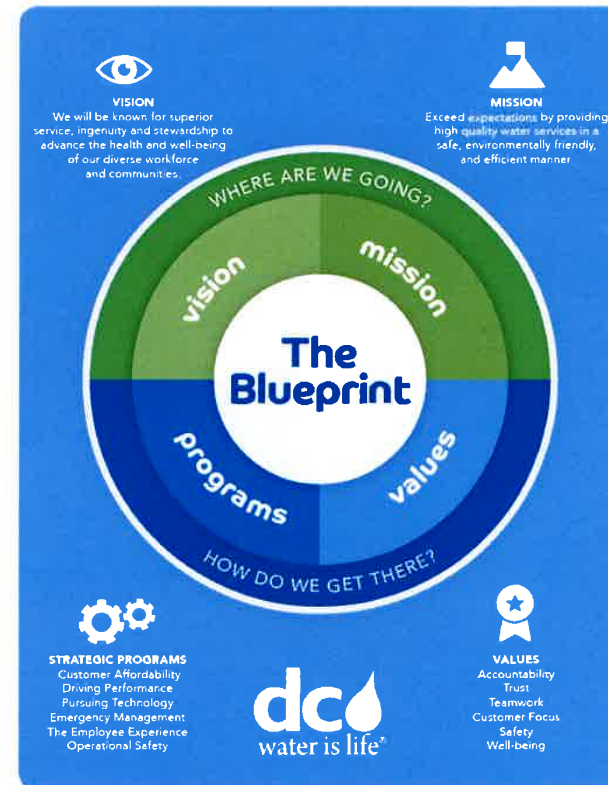 VISION
We will be known for superior
service, ingenuity and stewardship to
advance the health and well-being
of our diverse workforce
and communities.
MISSION
Exceed expectations by providing
high quality water services in a
safe, environmentally friendly,
and efficient manner
WHERE ARE WE GOING?
vision
mission
The
Blueprint
programs
values
HOW DO WE GET THERE?
STRATEGIC PROGRAMS
Customer Affordability
Driving Performance
Pursuing Technology
Emergency Management
The Employee Experience
Operational Safety
dc
water is life
VALUES
Accountability
Trust
Teamwork
Customer Focus
Safety
Well-being